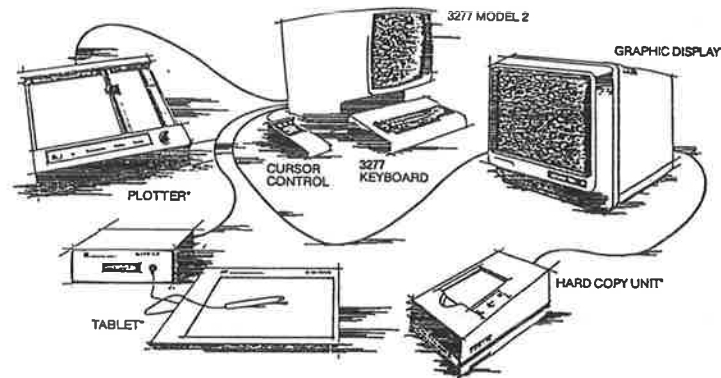 3277 MODEL 2
GRAPHIC DISPLAY*
CURSOR
CONTROL
3277
KEYBOARD
PLOTTER*
HARD COPY UNIT*
TABLET*